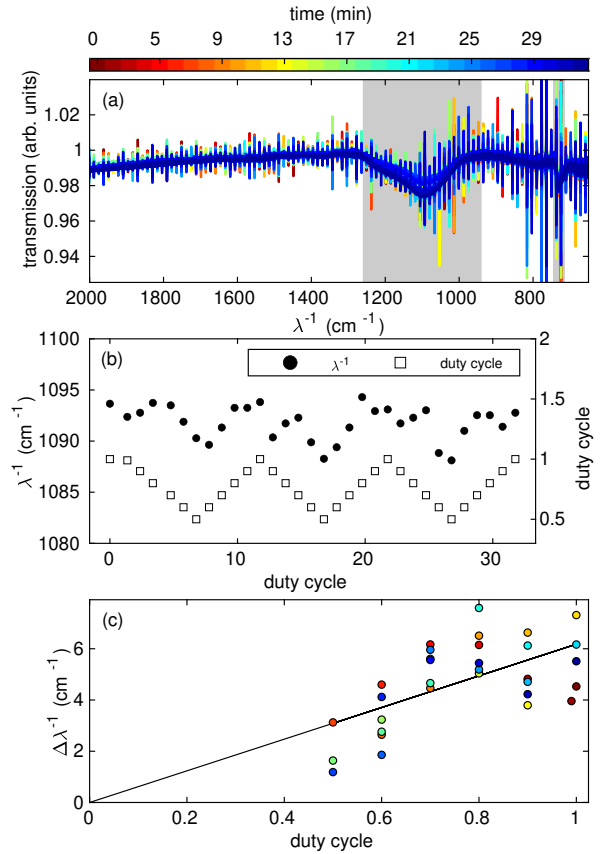 time (min)
0 5 9 13 17 21 25 29
(a)
transmission (arb. units)
1.02
1
0.98
0.96
0.94
2000 1800 1600 1400 1200 1000 800
λ⁻¹ (cm⁻¹)
(b)
λ⁻¹ duty cycle
λ⁻¹ (cm⁻¹)
1100
1095
1090
1085
1080
2
1.5
1
0.5
duty cycle
0 10 20 30
duty cycle
(c)
Δλ⁻¹ (cm⁻¹)
6
4
2
0
0 0.2 0.4 0.6 0.8 1
duty cycle